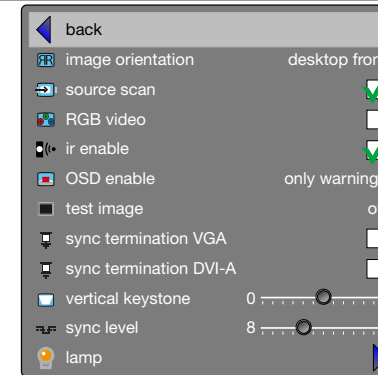 back
image orientation desktop fron
source scan
RGB video
ir enable
OSD enable only warning
test image o
sync termination VGA
sync termination DVI-A
vertical keystone 0
sync level 8
lamp